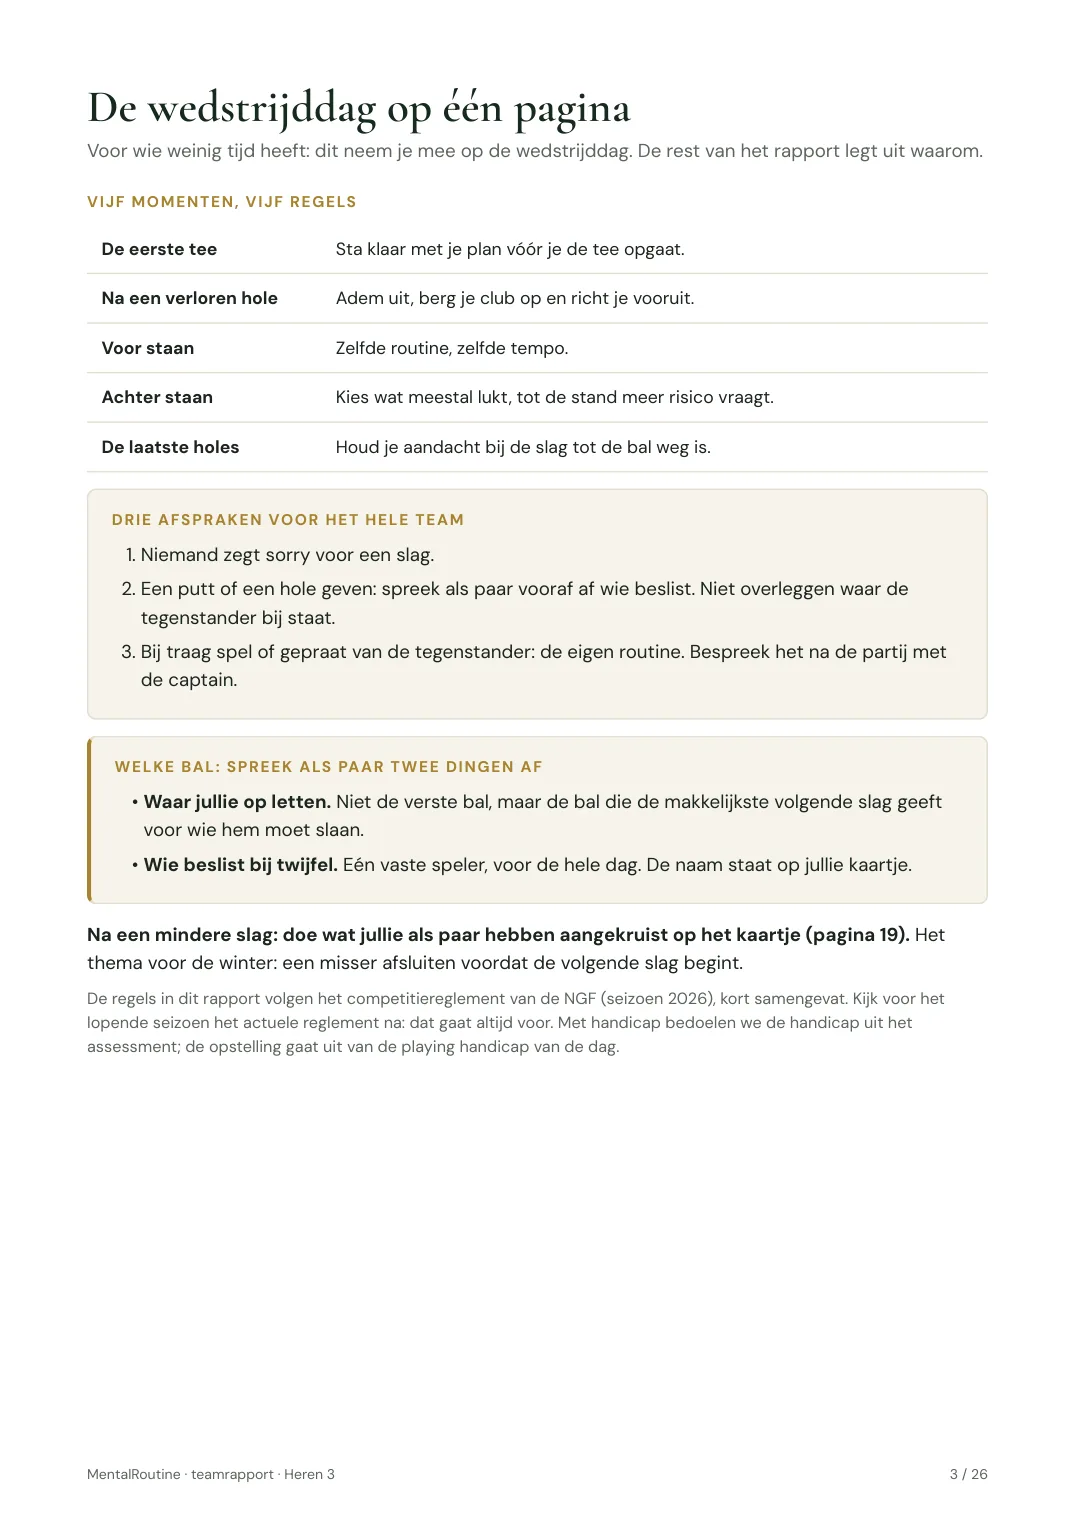 De wedstrijddag op één pagina
Voor wie weinig tijd heeft: dit neem je mee op de wedstrijddag. De rest van het rapport legt uit waarom.
VIJF MOMENTEN, VIJF REGELS
De eerste tee Sta klaar met je plan vóór je de tee opgaat.
Na een verloren hole Adem uit, berg je club op en richt je vooruit.
Voor staan Zelfde routine, zelfde tempo.
Achter staan Kies wat meestal lukt, tot de stand meer risico vraagt.
De laatste holes Houd je aandacht bij de slag tot de bal weg is.
DRIE AFSPRAKEN VOOR HET HELE TEAM
1. Niemand zegt sorry voor een slag.
2. Een putt of een hole geven: spreek als paar vooraf af wie beslist. Niet overleggen waar de
tegenstander bij staat.
3. Bij traag spel of gepraat van de tegenstander: de eigen routine. Bespreek het na de partij met
de captain.
WELKE BAL: SPREEK ALS PAAR TWEE DINGEN AF
• Waar jullie op letten. Niet de verste bal, maar de bal die de makkelijkste volgende slag geeft
voor wie hem moet slaan.
• Wie beslist bij twijfel. Eén vaste speler, voor de hele dag. De naam staat op jullie kaartje.
Na een mindere slag: doe wat jullie als paar hebben aangekruist op het kaartje (pagina 19). Het
thema voor de winter: een misser afsluiten voordat de volgende slag begint.
De regels in dit rapport volgen het competitiereglement van de NGF (seizoen 2026), kort samengevat. Kijk voor het
lopende seizoen het actuele reglement na: dat gaat altijd voor. Met handicap bedoelen we de handicap uit het
assessment; de opstelling gaat uit van de playing handicap van de dag.
MentalRoutine · teamrapport · Heren 3
3 / 26